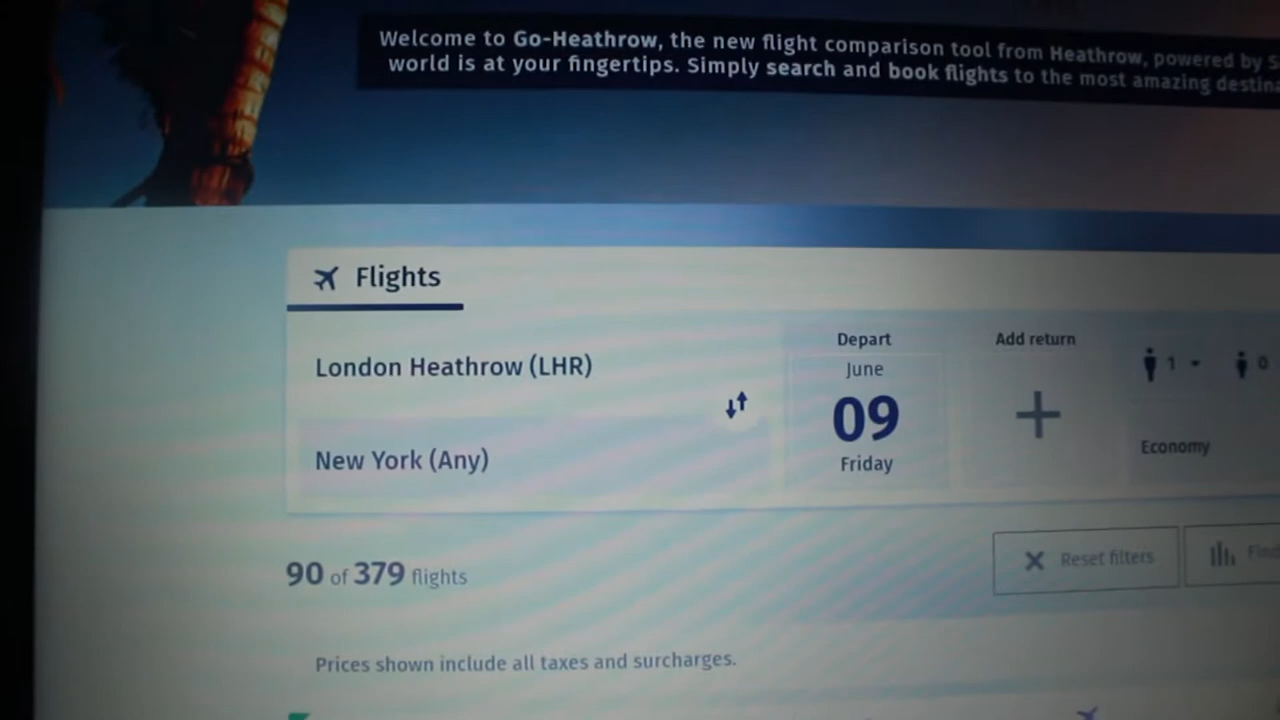 Welcome to Go-Heathrow, the new flight comparison tool from Heathrow, powered by
world is at your fingertips. Simply search and book flights to the most amazing
Flights
London Heathrow (LHR)
New York (Any)
Depart
June
09
Friday
Add return
1
0
Economy
90 of 379 flights
Reset filters
Prices shown include all taxes and surcharges.